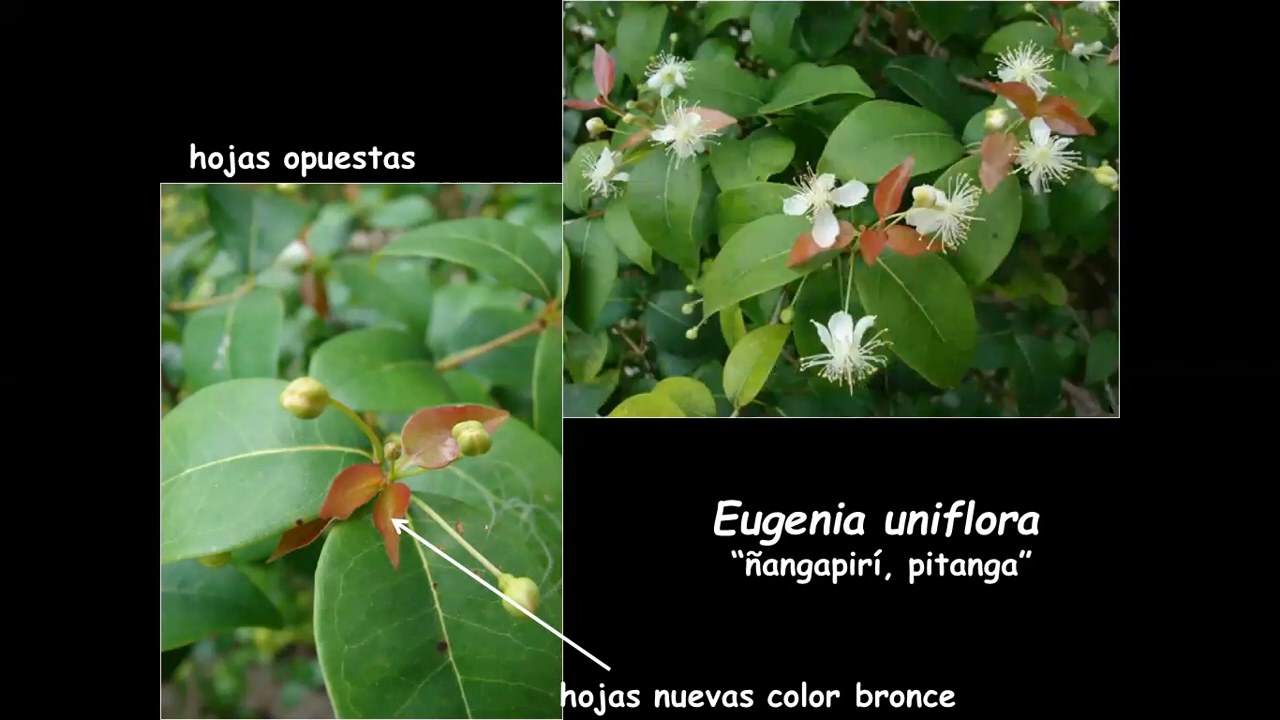 hojas opuestas
Eugenia uniflora
“ñangapirí, pitanga”
hojas nuevas color bronce